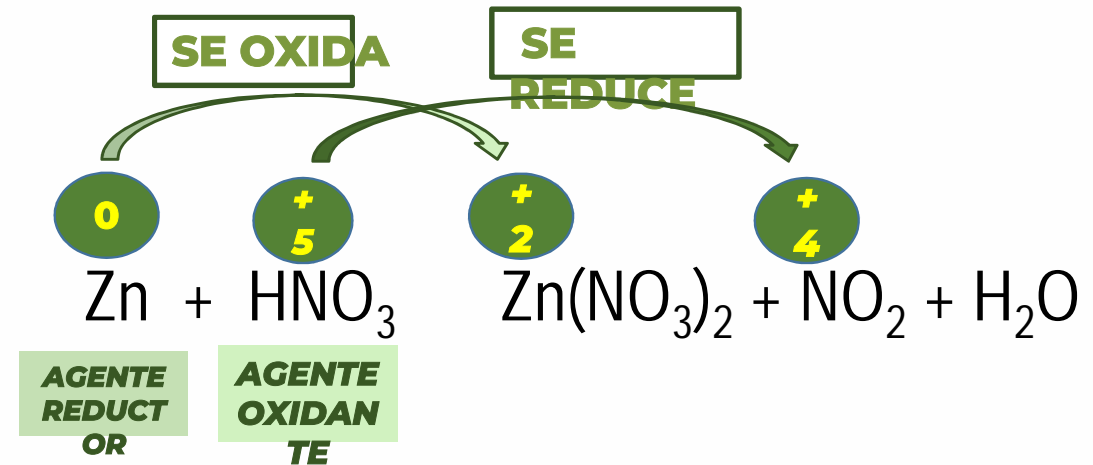 SE OXIDA
SE
REDUCE
0
+
5
+
2
+
4
Zn + HNO₃ Zn(NO₃)₂ + NO₂ + H₂O
AGENTE
REDUCT
OR
AGENTE
OXIDAN
TE